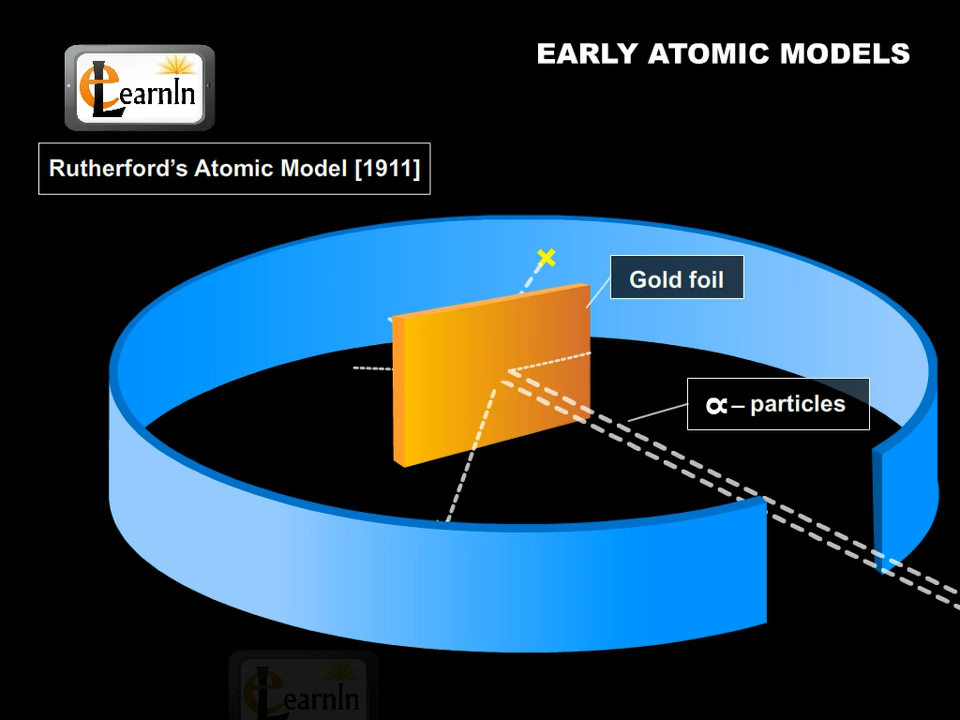 EARLY ATOMIC MODELS
eLearnIn
Rutherford's Atomic Model [1911]
Gold foil
∝ – particles
eLearnIn